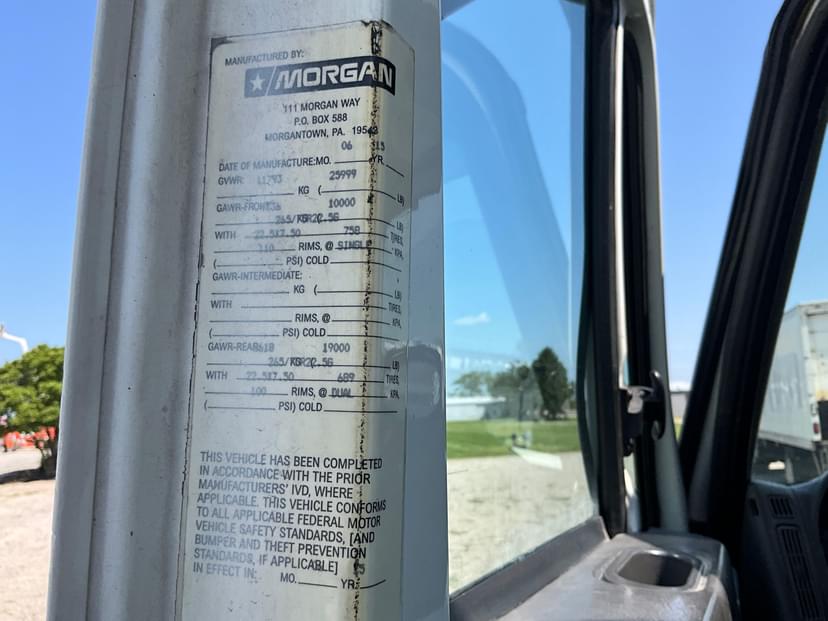 MANUFACTURED BY:
MORGAN
111 MORGAN WAY
P.O. BOX 588
MORGANTOWN, PA. 19543
06 15
DATE OF MANUFACTURE: MO. YR.
GVWR: 11793 25999
KG ( LB)
GAWR-FRONT: 10000
265/70R22.5G LB)
WITH 22.5X7.50 758 TIRES,
110 RIMS, @ SINGLE KPA,
( PSI) COLD
GAWR-INTERMEDIATE:
KG ( LB)
WITH TIRES,
RIMS, @ KPA,
( PSI) COLD
GAWR-REAR: 8618 19000
265/70R22.5G LB)
WITH 22.5X7.50 689 TIRES,
100 RIMS, @ DUAL KPA,
( PSI) COLD
THIS VEHICLE HAS BEEN COMPLETED
IN ACCORDANCE WITH THE PRIOR
MANUFACTURERS' IVD, WHERE
APPLICABLE. THIS VEHICLE CONFORMS
TO ALL APPLICABLE FEDERAL MOTOR
VEHICLE SAFETY STANDARDS, [AND
BUMPER AND THEFT PREVENTION
STANDARDS, IF APPLICABLE]
IN EFFECT IN: MO. YR.